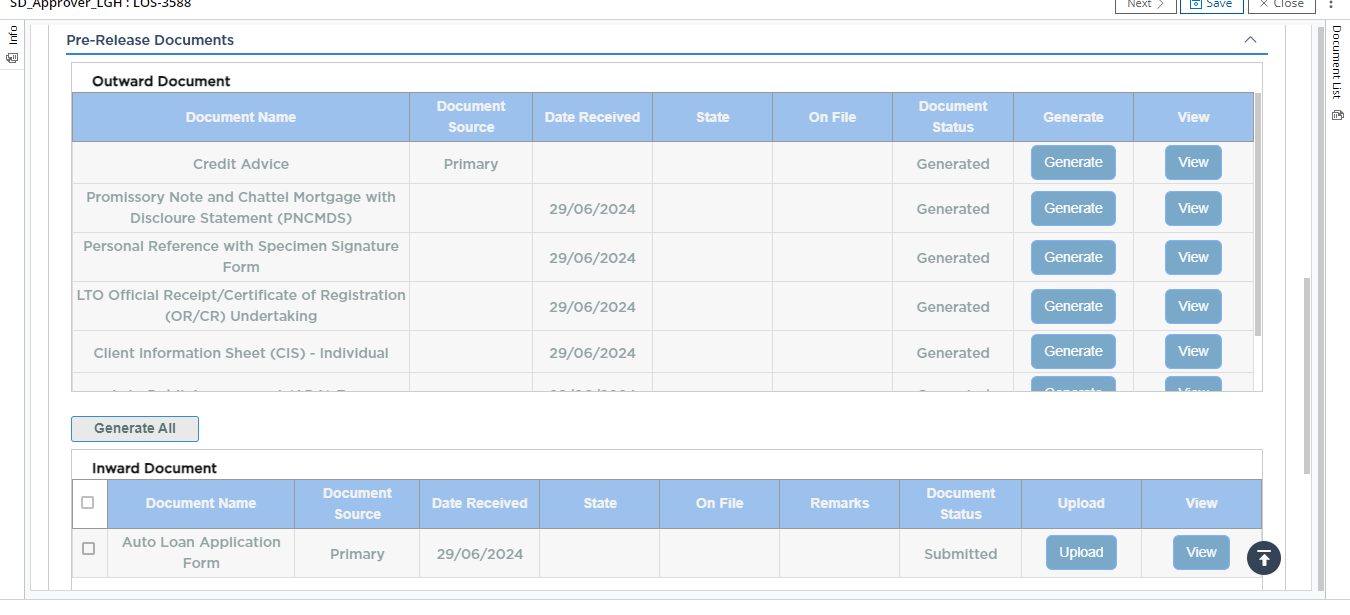 SD_Approver_LGH : LOS-3588
Next
Save
Close
Info
Document List
Pre-Release Documents
Outward Document
Document Name Document Source Date Received State On File Document Status Generate View
Credit Advice Primary Generated Generate View
Promissory Note and Chattel Mortgage with
Discloure Statement (PNCMDS) 29/06/2024 Generated Generate View
Personal Reference with Specimen Signature
Form 29/06/2024 Generated Generate View
LTO Official Receipt/Certificate of Registration
(OR/CR) Undertaking 29/06/2024 Generated Generate View
Client Information Sheet (CIS) - Individual 29/06/2024 Generated Generate View
Generate View
Generate All
Inward Document
Document Name Document Source Date Received State On File Remarks Document Status Upload View
Auto Loan Application
Form Primary 29/06/2024 Submitted Upload View